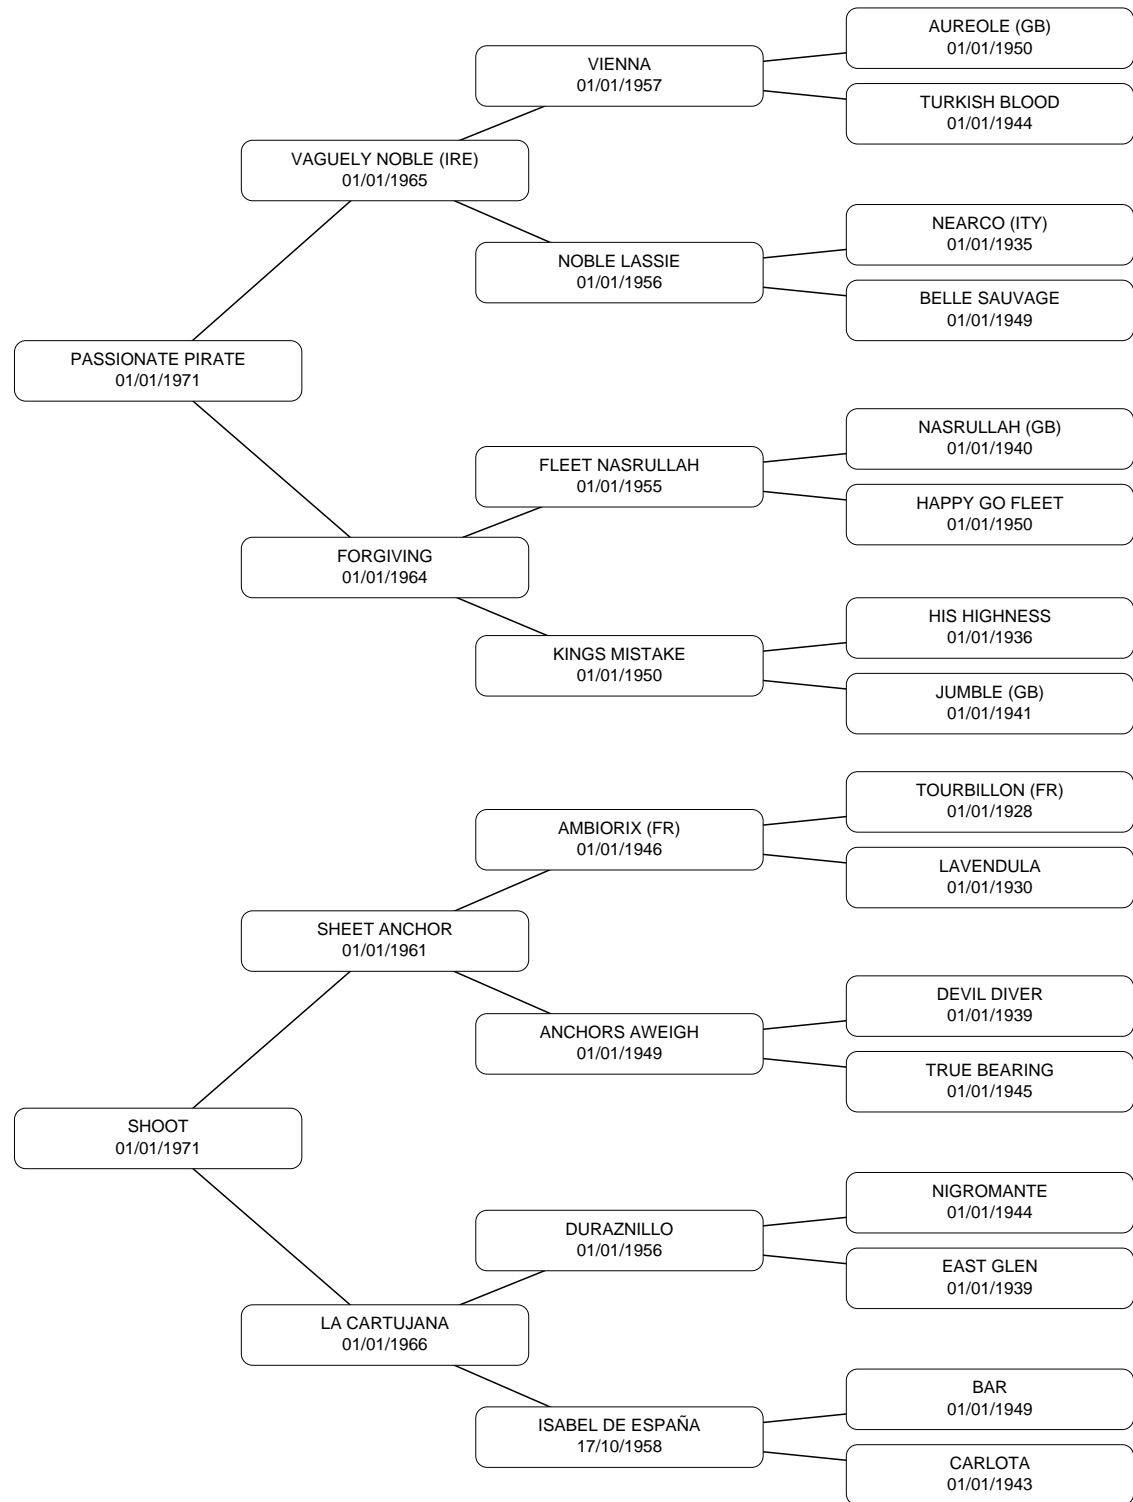 AUREOLE (GB)
01/01/1950
VIENNA
01/01/1957
TURKISH BLOOD
01/01/1944
VAGUELY NOBLE (IRE)
01/01/1965
NEARCO (ITY)
01/01/1935
NOBLE LASSIE
01/01/1956
BELLE SAUVAGE
01/01/1949
PASSIONATE PIRATE
01/01/1971
NASRULLAH (GB)
01/01/1940
FLEET NASRULLAH
01/01/1955
HAPPY GO FLEET
01/01/1950
FORGIVING
01/01/1964
HIS HIGHNESS
01/01/1936
KINGS MISTAKE
01/01/1950
JUMBLE (GB)
01/01/1941
TOURBILLON (FR)
01/01/1928
AMBIORIX (FR)
01/01/1946
LAVENDULA
01/01/1930
SHEET ANCHOR
01/01/1961
DEVIL DIVER
01/01/1939
ANCHORS AWEIGH
01/01/1949
TRUE BEARING
01/01/1945
SHOOT
01/01/1971
NIGROMANTE
01/01/1944
DURAZNILLO
01/01/1956
EAST GLEN
01/01/1939
LA CARTUJANA
01/01/1966
BAR
01/01/1949
ISABEL DE ESPAÑA
17/10/1958
CARLOTA
01/01/1943